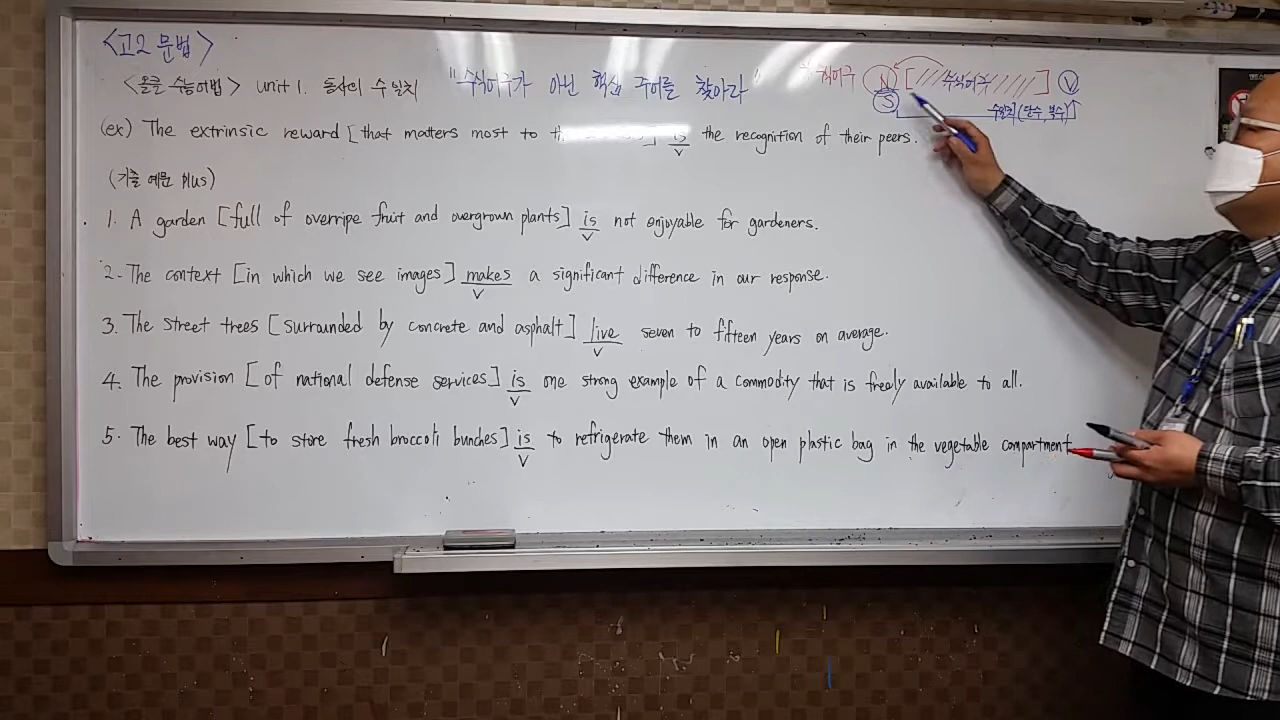 <고2 문법>
<올클 수능어법> unit 1. 동사의 수 일치 "수식어구가 아닌 핵심 주어를 찾아라"
식어구 N [수식어구] V
S 수일치 (단수, 복수)
(ex) The extrinsic reward [that matters most to is the recognition of their peers.
V
(기출 예문 plus)
1. A garden [full of overripe fruit and overgrown plants] is not enjoyable for gardeners.
V
2. The context [in which we see images] makes a significant difference in our response.
V
3. The street trees [surrounded by concrete and asphalt] live seven to fifteen years on average.
V
4. The provision [of national defense services] is one strong example of a commodity that is freely available to all.
V
5. The best way [to store fresh broccoli bunches] is to refrigerate them in an open plastic bag in the vegetable compartment
V